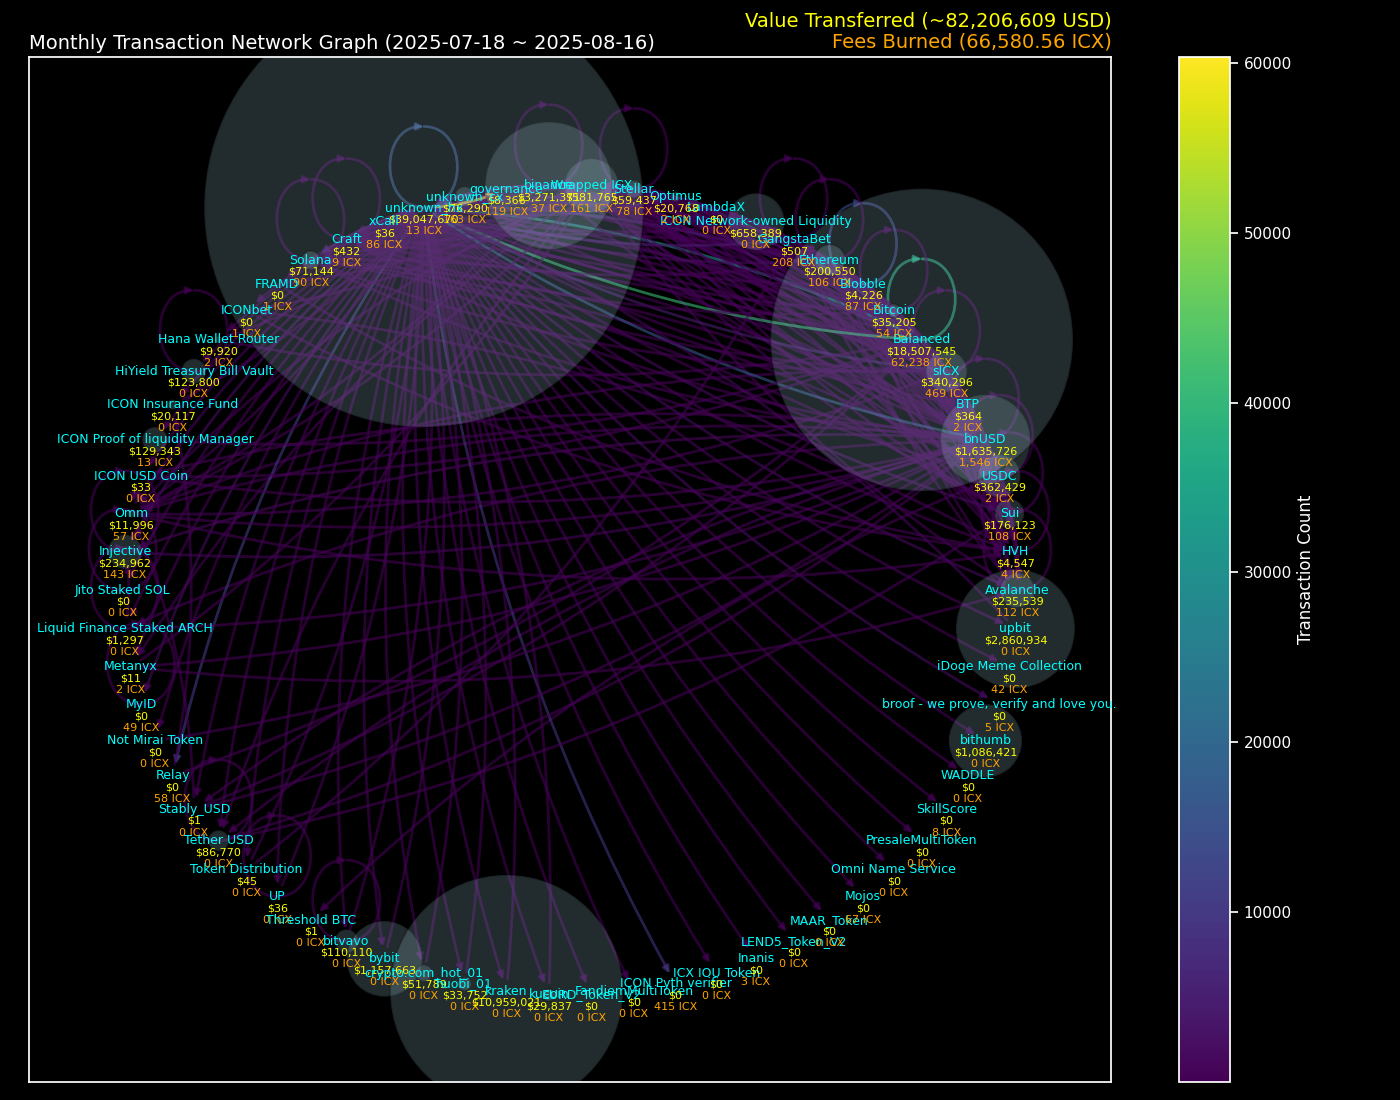 Value Transferred (~82,206,609 USD)
Monthly Transaction Network Graph (2025-07-18 ~ 2025-08-16)
Fees Burned (66,580.56 ICX)
binance
$3,271,395
37 ICX
Wrapped ICX
$581,765
161 ICX
Stellar
$59,437
78 ICX
Optimus
$20,768
governance
119 ICX
$76,290
$39,047,670
13 ICX
xCall
$36
86 ICX
Craft
$432
9 ICX
Solana
$71,144
90 ICX
FRAMD
$0
1 ICX
ICONbet
$0
1 ICX
Hana Wallet Router
$9,920
2 ICX
HiYield Treasury Bill Vault
$123,800
0 ICX
ICON Insurance Fund
$20,117
0 ICX
ICON Proof of liquidity Manager
$129,343
13 ICX
ICON USD Coin
$33
0 ICX
Omm
$11,996
57 ICX
Injective
$234,962
143 ICX
Jito Staked SOL
$0
0 ICX
Liquid Finance Staked ARCH
$1,297
0 ICX
Metanyx
$11
2 ICX
MyID
$0
49 ICX
Not Mirai Token
$0
0 ICX
Relay
$0
58 ICX
Stably_USD
$1
0 ICX
Tether USD
$86,770
0 ICX
Token Distribution
$45
0 ICX
UP
$36
0 ICX
Threshold BTC
$1
0 ICX
bitvavo
$110,110
0 ICX
bybit
$1,157,663
0 ICX
crypto.com_hot_01
$51,789
0 ICX
huobi_01
$33,752
0 ICX
kraken
$10,959,021
0 ICX
$29,837
0 ICX
$0
0 ICX
FandiemMultiToken
$0
0 ICX
ICON Pyth verifier
ICX IOU Token
$0
415 ICX
$0
0 ICX
Inanis
$0
3 ICX
LEND5_Token_V2
$0
0 ICX
MAAR_Token
$0
0 ICX
Mojos
$0
57 ICX
Omni Name Service
$0
0 ICX
PresaleMultiToken
$0
0 ICX
SkillScore
$0
8 ICX
WADDLE
$0
0 ICX
bithumb
$1,086,421
0 ICX
broof - we prove, verify and love you.
$0
5 ICX
iDoge Meme Collection
$0
42 ICX
upbit
$2,860,934
0 ICX
Avalanche
$235,539
112 ICX
HVH
$4,547
4 ICX
Sui
$176,123
108 ICX
USDC
$362,429
2 ICX
bnUSD
$1,635,726
1,546 ICX
BTP
$364
2 ICX
sICX
$340,296
469 ICX
Balanced
$18,507,545
62,238 ICX
Bitcoin
$35,205
54 ICX
Blobble
$4,226
87 ICX
Ethereum
$200,550
106 ICX
GangstaBet
$507
208 ICX
ICON Network-owned Liquidity
$658,389
0 ICX
LambdaX
$0
0 ICX
60000
50000
40000
30000
20000
10000
Transaction Count